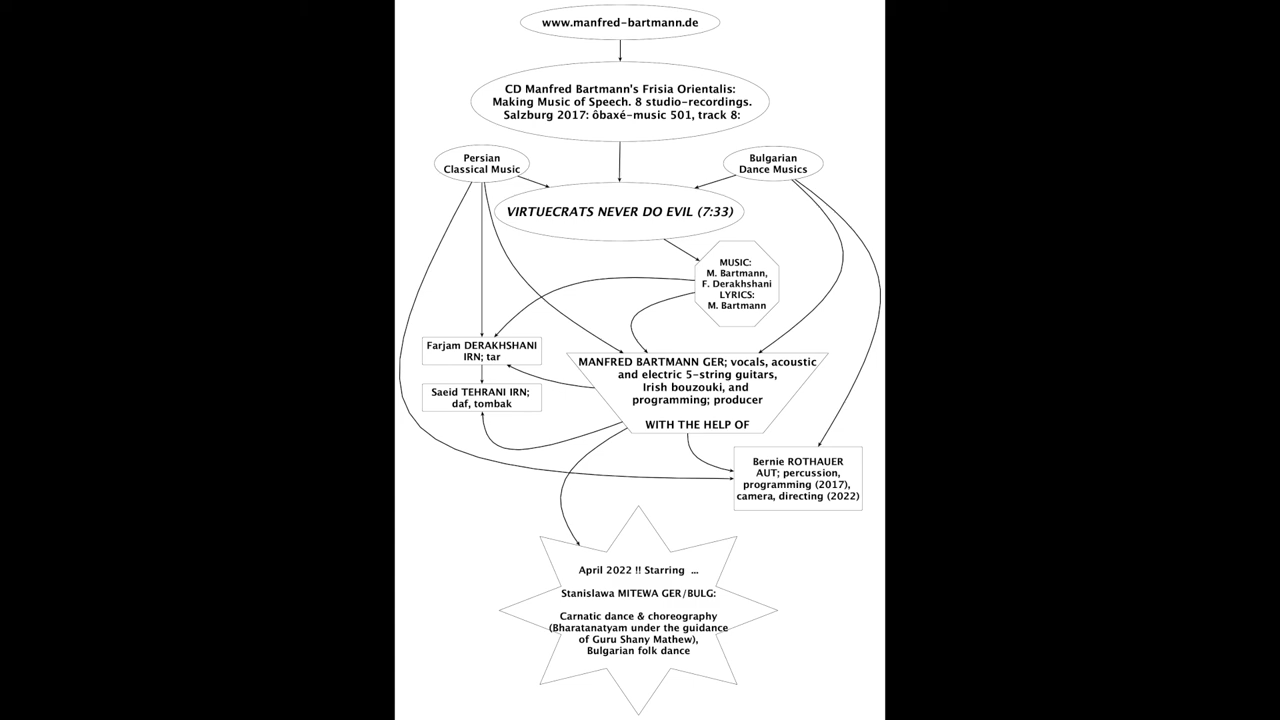 www.manfred-bartmann.de
CD Manfred Bartmann's Frisia Orientalis:
Making Music of Speech. 8 studio-recordings.
Salzburg 2017: ôbaxé-music 501, track 8:
Persian
Classical Music
Bulgarian
Dance Musics
VIRTUECRATS NEVER DO EVIL (7:33)
MUSIC:
M. Bartmann,
F. Derakhshani
LYRICS:
M. Bartmann
Farjam DERAKHSHANI
IRN; tar
Saeid TEHRANI IRN;
daf, tombak
MANFRED BARTMANN GER; vocals, acoustic
and electric 5-string guitars,
Irish bouzouki, and
programming; producer
WITH THE HELP OF
Bernie ROTHAUER
AUT; percussion,
programming (2017),
camera, directing (2022)
April 2022 !! Starring ...
Stanislawa MITEWA GER/BULG:
Carnatic dance & choreography
(Bharatanatyam under the guidance
of Guru Shany Mathew),
Bulgarian folk dance